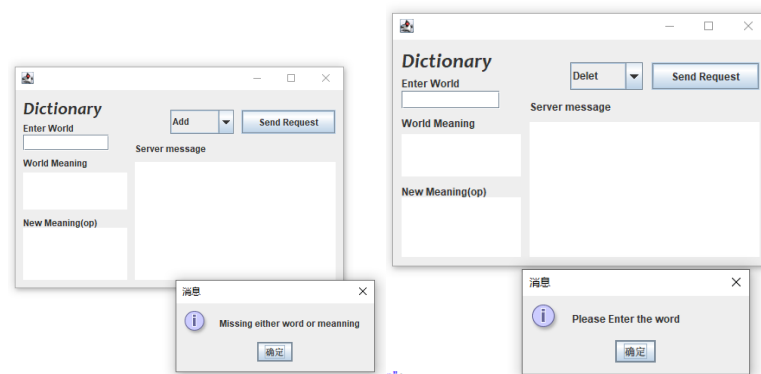 Dictionary
Enter World
Add
Send Request
World Meaning
Server message
New Meaning(op)
消息
Missing either word or meanning
确定
Dictionary
Enter World
Delet
Send Request
Server message
World Meaning
New Meaning(op)
消息
Please Enter the word
确定